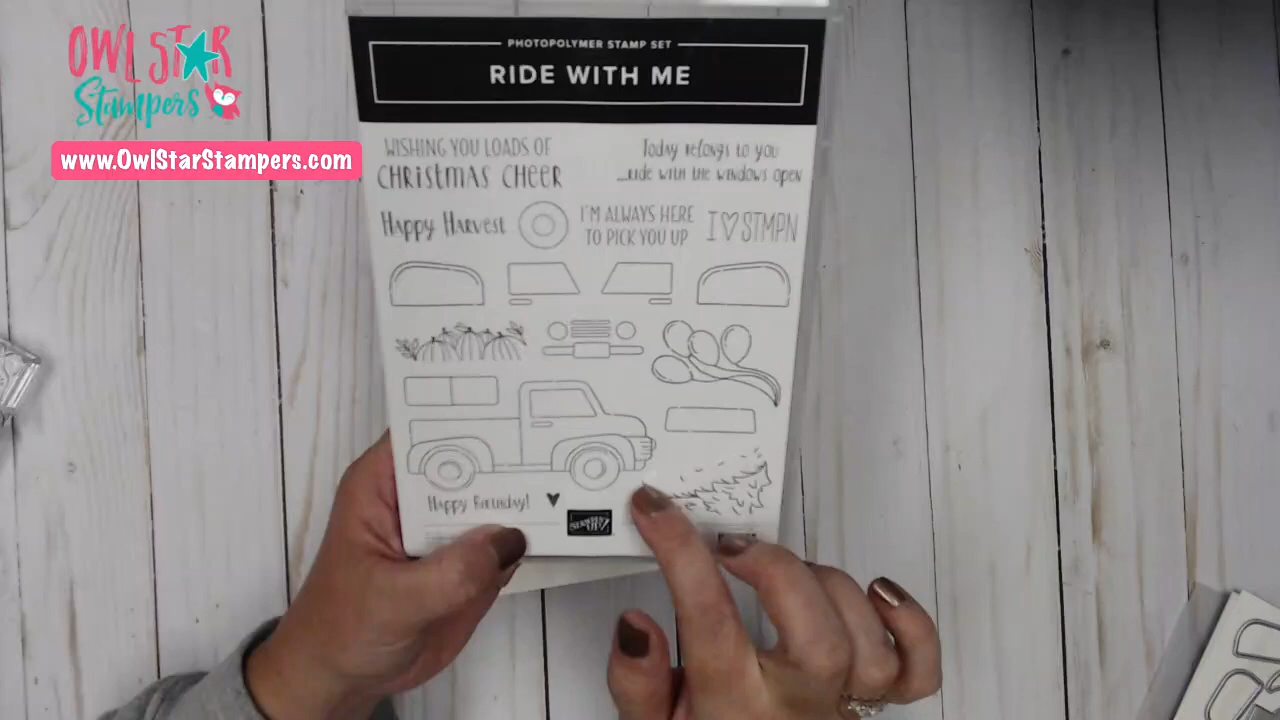 OWL STAR
Stampers
www.OwlStarStampers.com
PHOTOPOLYMER STAMP SET
RIDE WITH ME
WISHING YOU LOADS OF
CHRISTMAS CHEER
TODAY BELONGS TO YOU
...RIDE WITH THE WINDOWS OPEN
HAPPY HARVEST
I'M ALWAYS HERE
TO PICK YOU UP
I♡STMPN
HAPPY BIRTHDAY!
STAMPIN' UP!